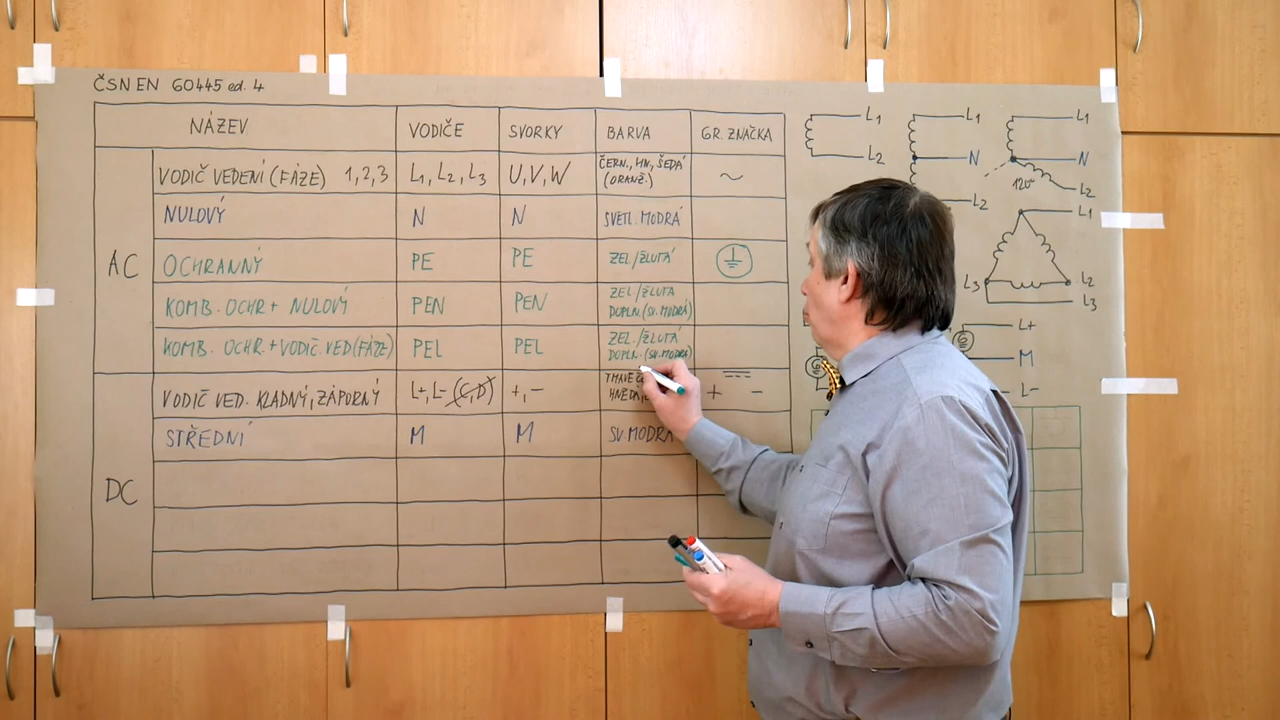 ČSN EN 60445 ed. 4
NÁZEV VODIČE SVORKY BARVA GR. ZNAČKA
AC
VODIČ VEDENÍ (FÁZE) 1,2,3 L1, L2, L3 U, V, W ČERN., HN., ŠEDÁ
(ORANŽ.) ~
NULOVÝ N N SVĚTL. MODRÁ
OCHRANNÝ PE PE ZEL/ŽLUTÁ
KOMB. OCHR + NULOVÝ PEN PEN ZEL/ŽLUTÁ
DOPLN. (SV. MODRÁ)
KOMB. OCHR. + VODIČ. VED (FÁZE) PEL PEL ZEL./ŽLUTÁ
DOPLN. (SV. MODRÁ)
DC
VODIČ VED. KLADNÝ, ZÁPORNÝ L+, L- (C, D) +, - TMAVĚ
HNĚDÁ, + -
STŘEDNÍ M M SV. MODRÁ
L1
L2
L1
N
L2
L1
N
120°
L2
L1
L3
L2
L3
G
G
L+
M
L-